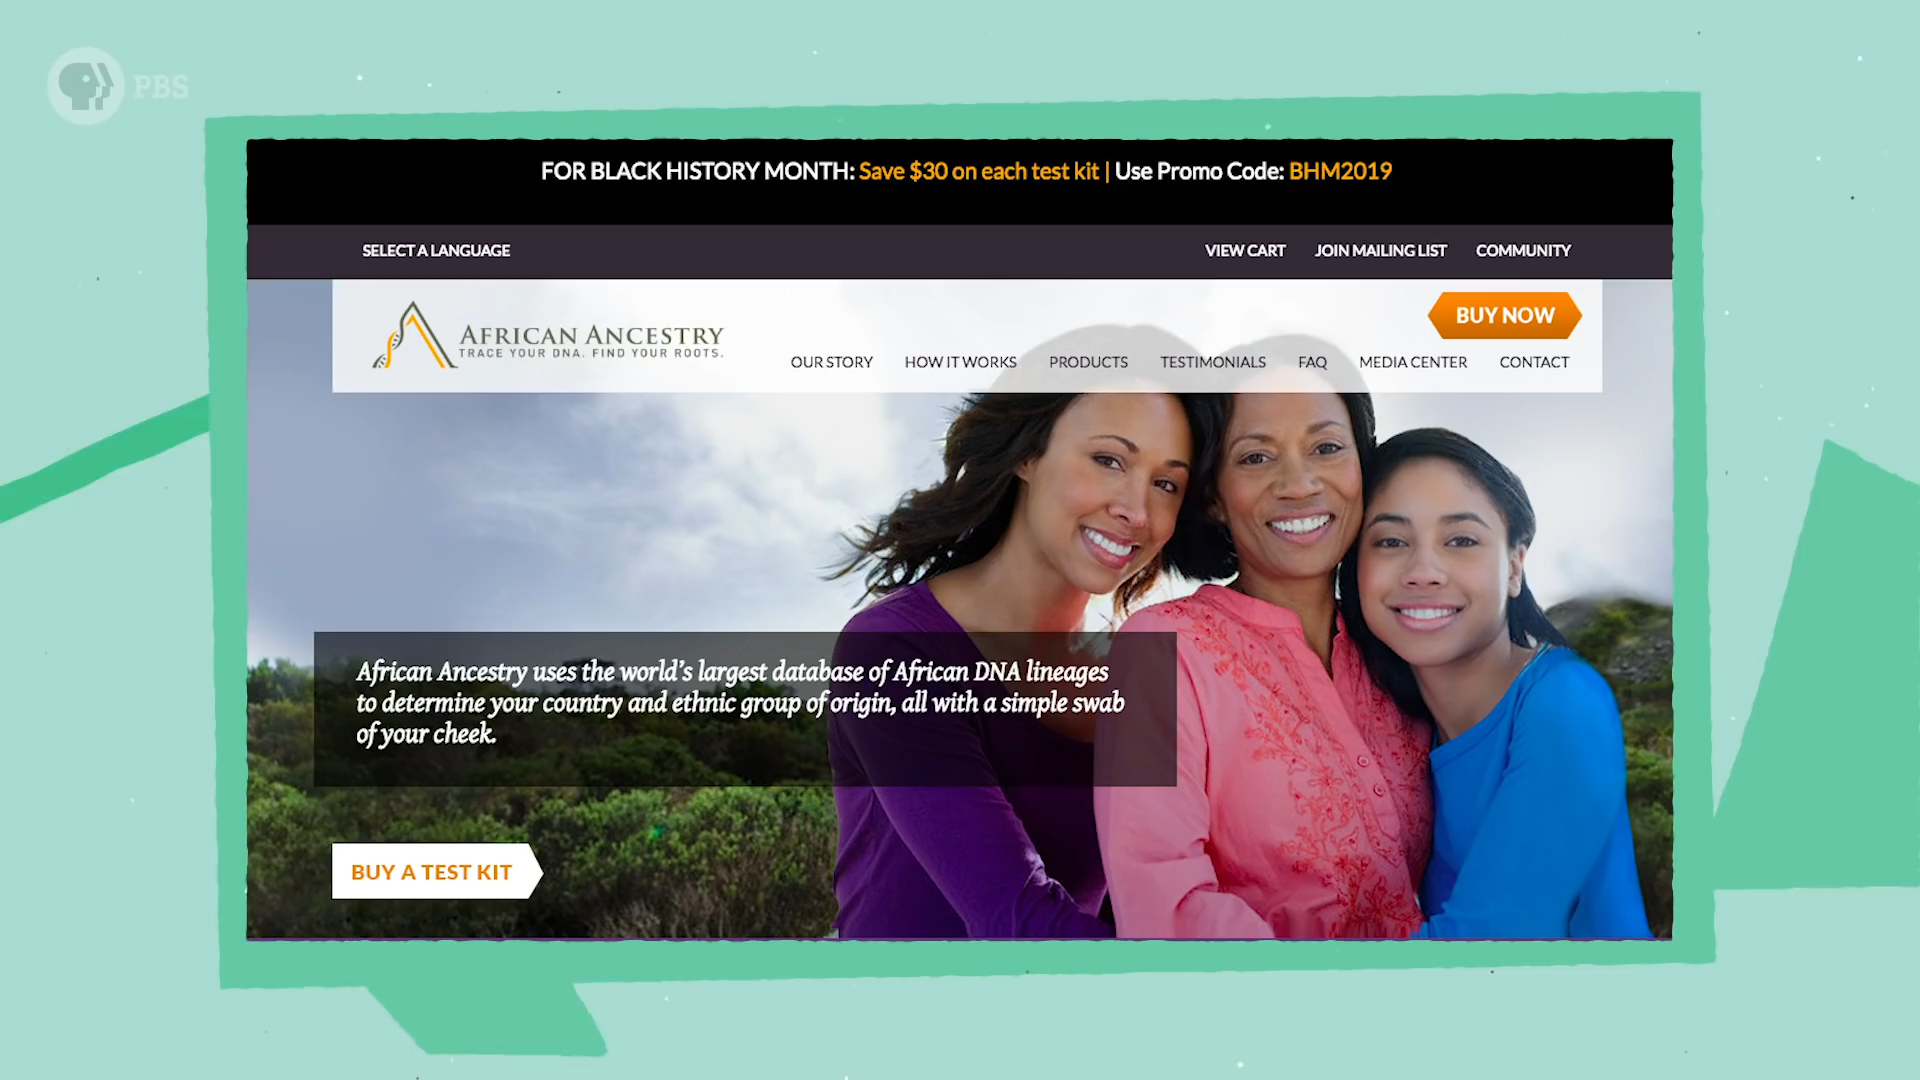 PBS
FOR BLACK HISTORY MONTH: Save $30 on each test kit | Use Promo Code: BHM2019
SELECT A LANGUAGE
VIEW CART JOIN MAILING LIST COMMUNITY
BUY NOW
AFRICAN ANCESTRY
TRACE YOUR DNA. FIND YOUR ROOTS.
OUR STORY HOW IT WORKS PRODUCTS TESTIMONIALS FAQ MEDIA CENTER CONTACT
African Ancestry uses the world's largest database of African DNA lineages
to determine your country and ethnic group of origin, all with a simple swab
of your cheek.
BUY A TEST KIT